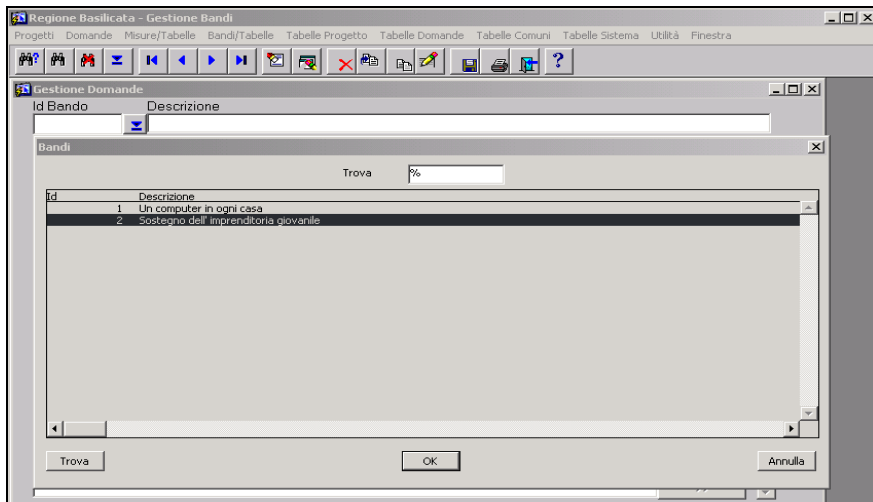 Regione Basilicata - Gestione Bandi
Progetti Domande Misure/Tabelle Bandi/Tabelle Tabelle Progetto Tabelle Domande Tabelle Comuni Tabelle Sistema Utilità Finestra
Gestione Domande
Id Bando Descrizione
Bandi
Trova %
Id Descrizione
1 Un computer in ogni casa
2 Sostegno dell' imprenditoria giovanile
Trova OK Annulla